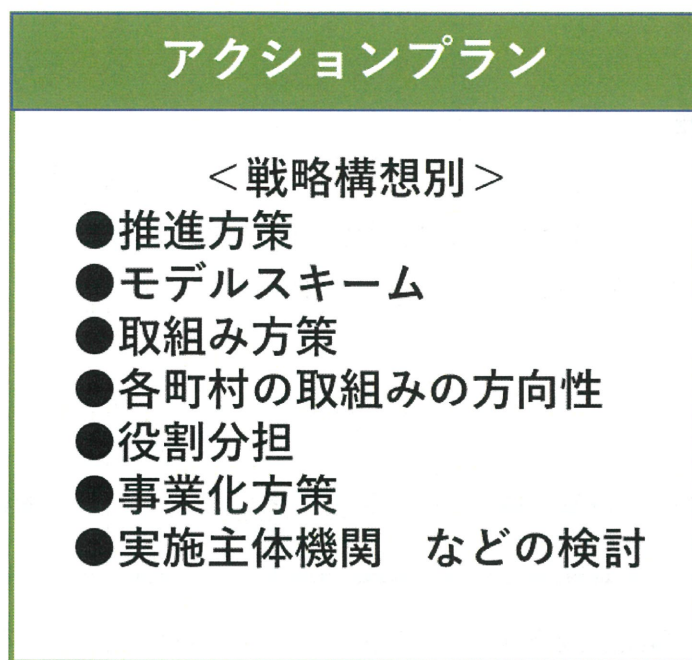 アクションプラン
＜戦略構想別＞
●推進方策
●モデルスキーム
●取組み方策
●各町村の取組みの方向性
●役割分担
●事業化方策
●実施主体機関　などの検討